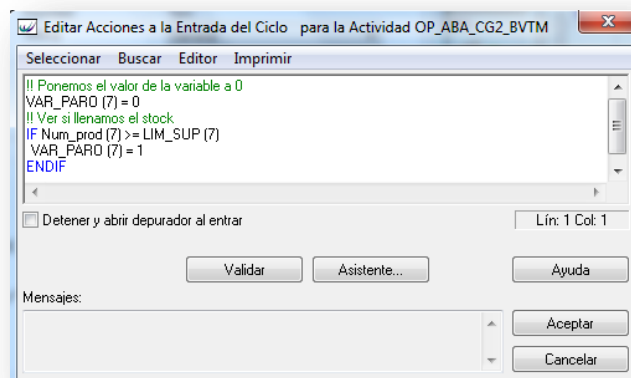 Editar Acciones a la Entrada del Ciclo para la Actividad OP_ABA_CG2_BVTM
Seleccionar Buscar Editor Imprimir
!! Ponemos el valor de la variable a 0
VAR_PARO (7) = 0
!! Ver si llenamos el stock
IF Num_prod (7) >= LIM_SUP (7)
VAR_PARO (7) = 1
ENDIF
Detener y abrir depurador al entrar
Lín: 1 Col: 1
Validar Asistente... Ayuda
Mensajes:
Aceptar
Cancelar